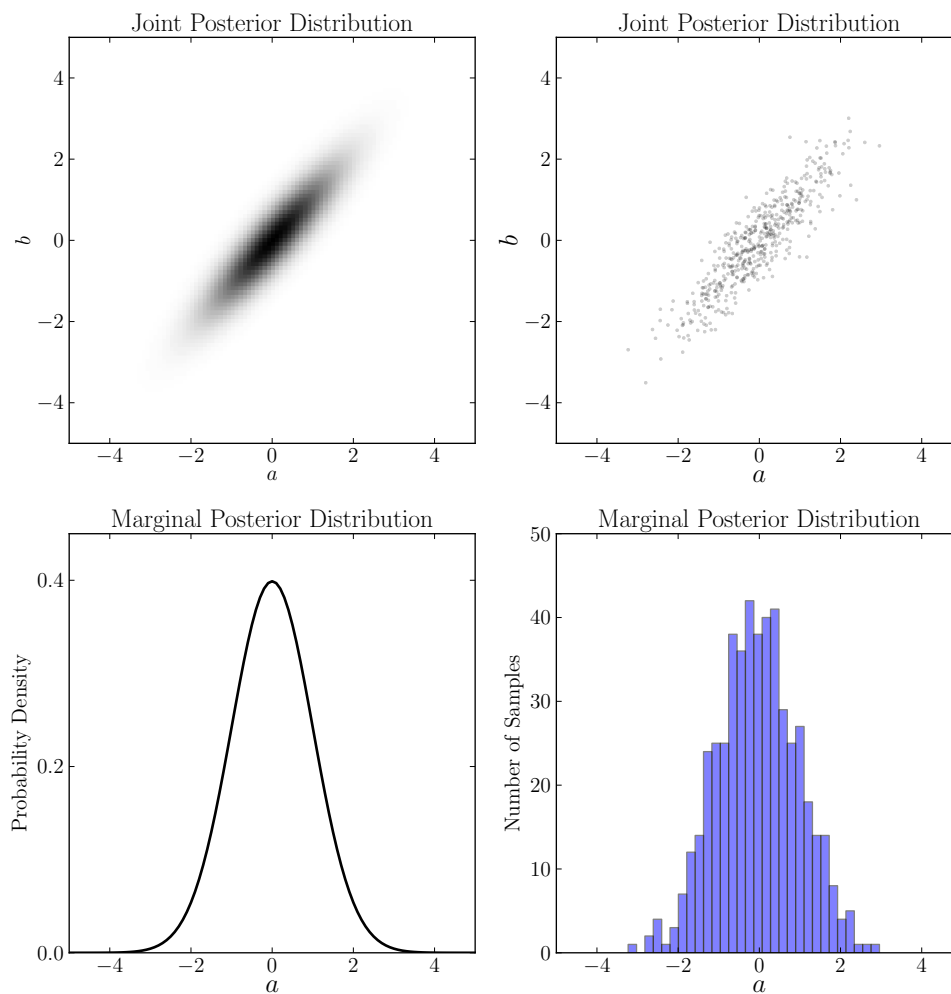 Joint Posterior Distribution
4
2
0
−2
−4
b
−4 −2 0 2 4
a
Joint Posterior Distribution
4
2
0
−2
−4
b
−4 −2 0 2 4
a
Marginal Posterior Distribution
0.4
0.2
0.0
Probability Density
−4 −2 0 2 4
a
Marginal Posterior Distribution
50
40
30
20
10
0
Number of Samples
−4 −2 0 2 4
a